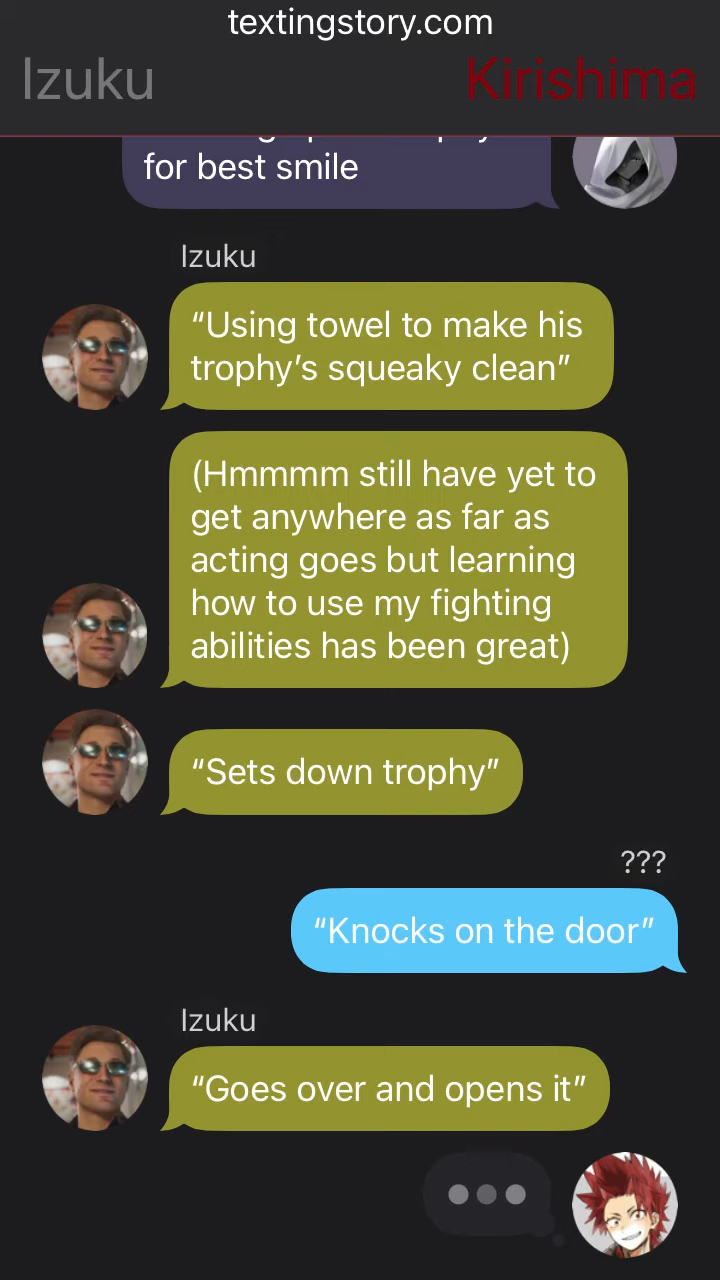 textingstory.com
Izuku
Kirishima
for best smile
Izuku
“Using towel to make his
trophy’s squeaky clean”
(Hmmmm still have yet to
get anywhere as far as
acting goes but learning
how to use my fighting
abilities has been great)
“Sets down trophy”
???
“Knocks on the door”
Izuku
“Goes over and opens it”